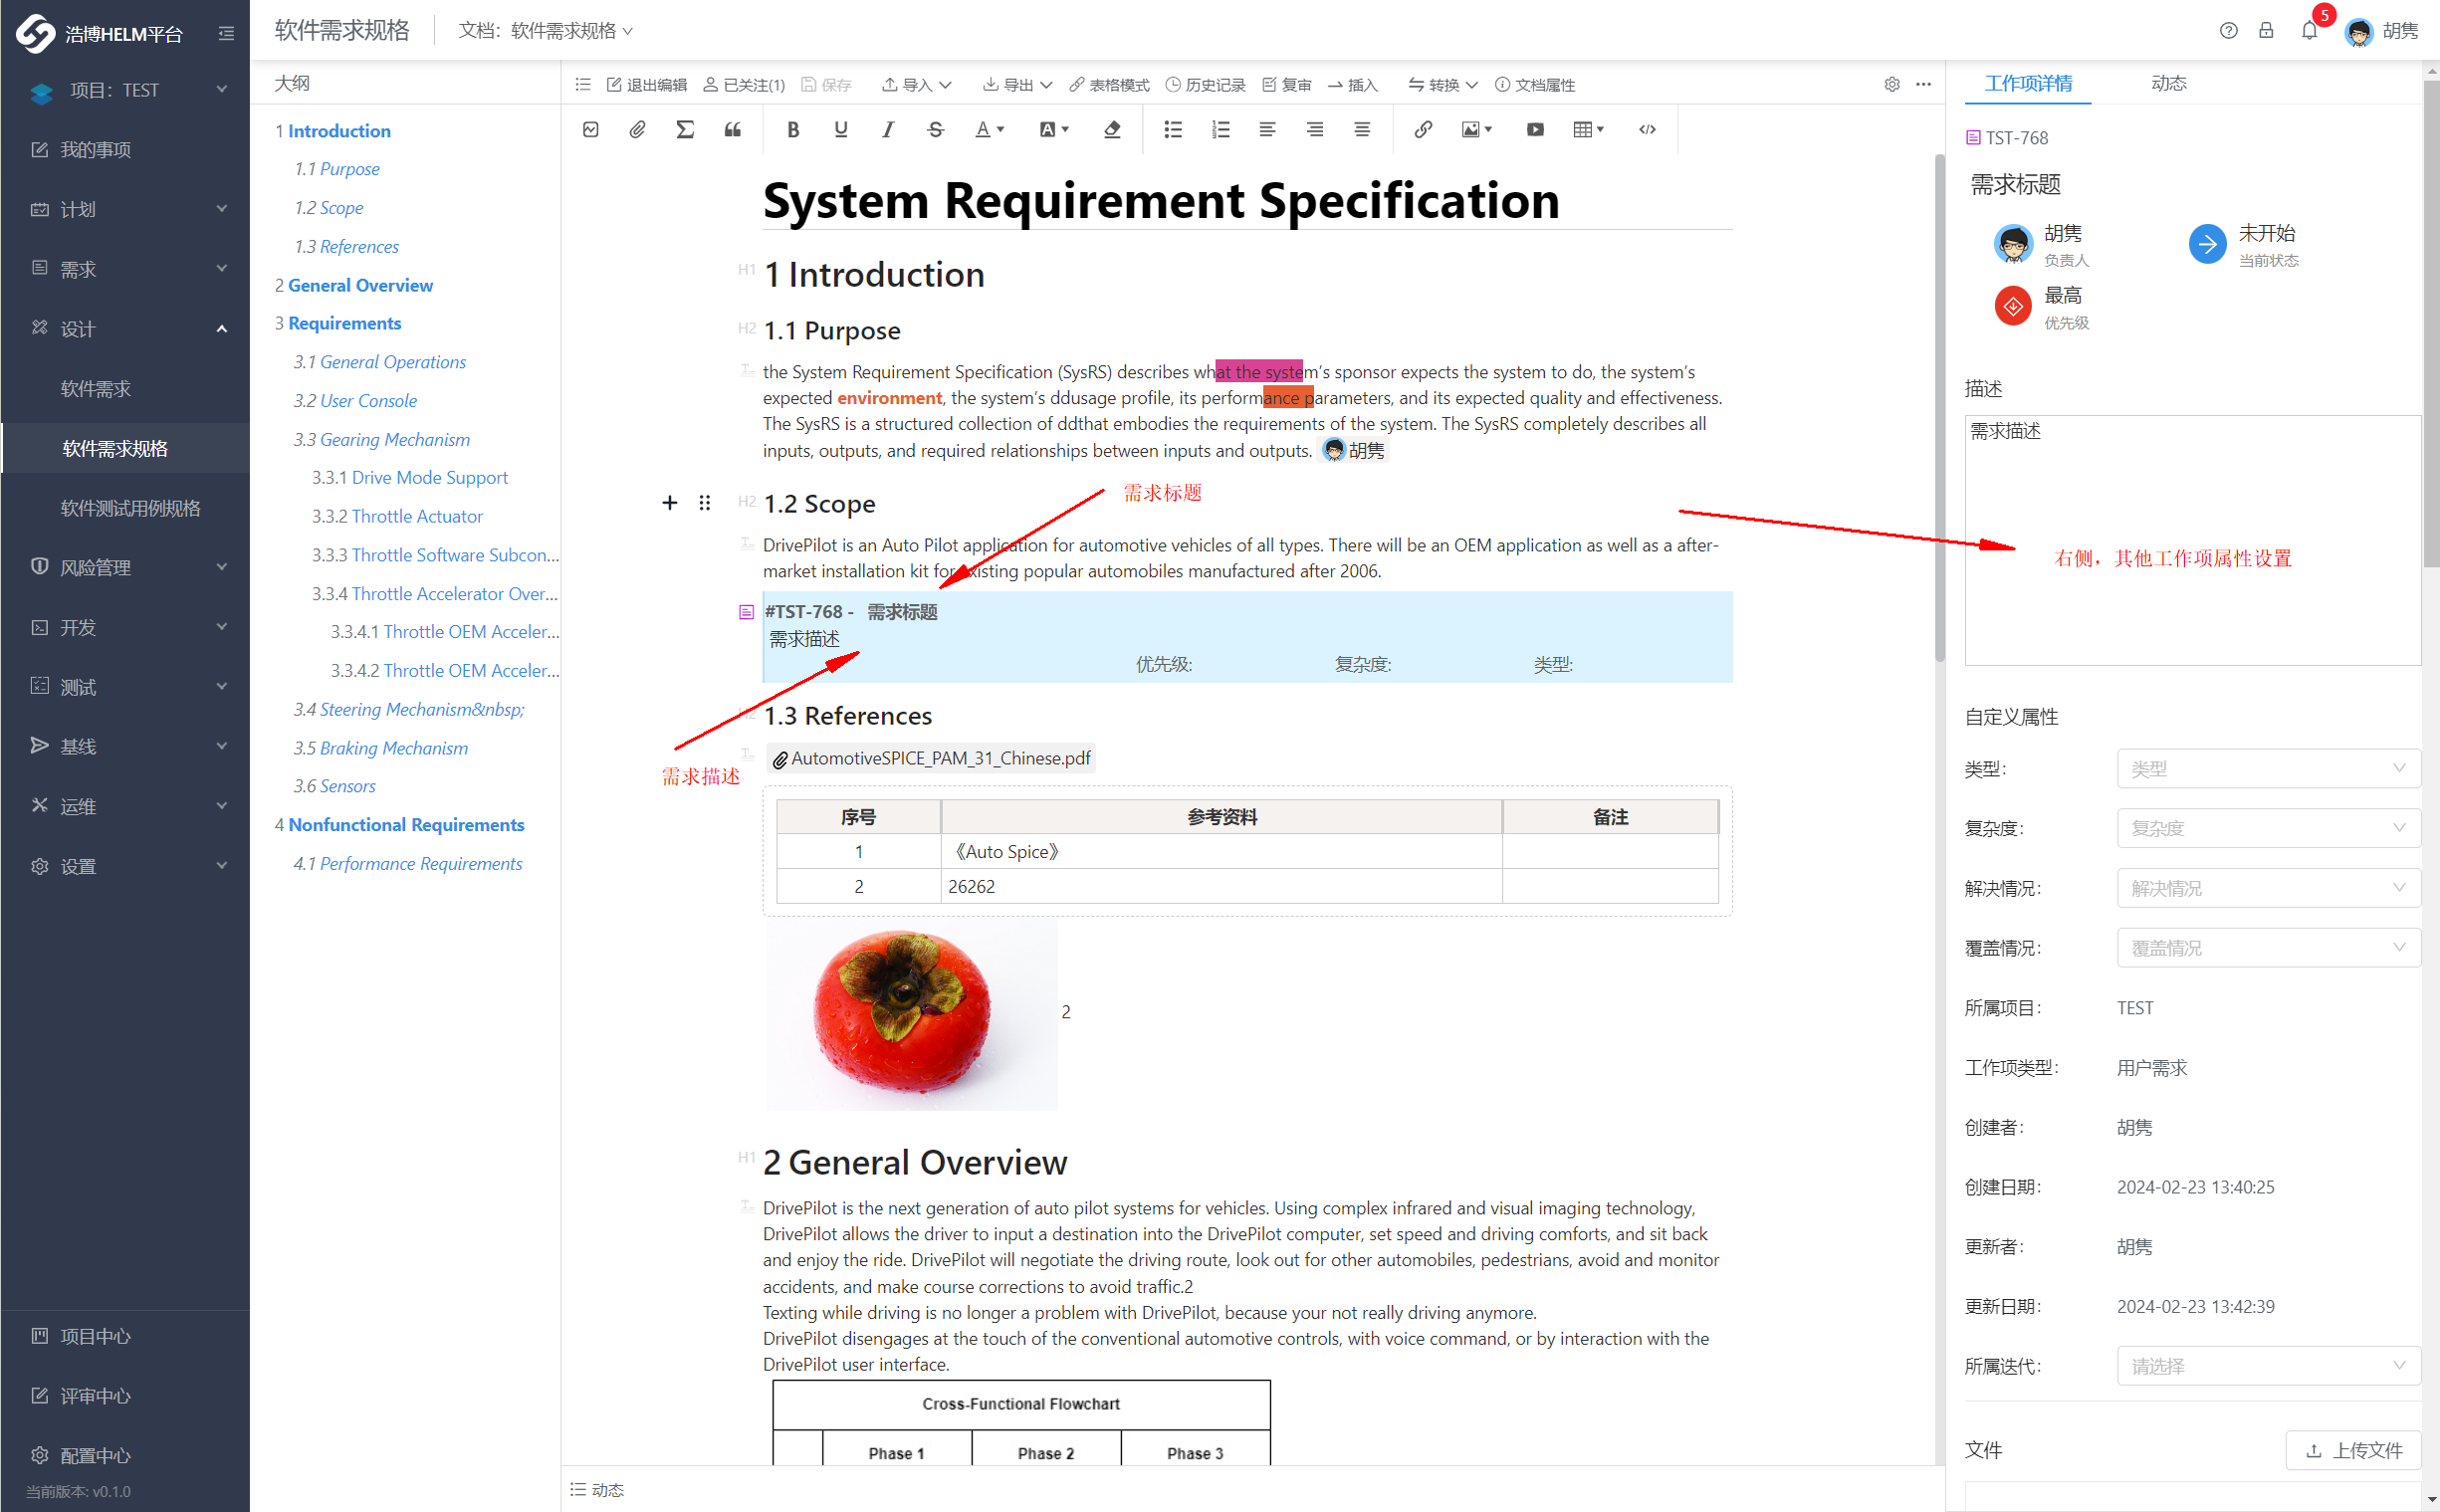 浩博HELM平台
项目：TEST
我的事项
计划
需求
设计
软件需求
软件需求规格
软件测试用例规格
风险管理
开发
测试
基线
运维
设置
项目中心
评审中心
配置中心
当前版本: v0.1.0
软件需求规格
文档：软件需求规格
5
胡隽
大纲
1 Introduction
1.1 Purpose
1.2 Scope
1.3 References
2 General Overview
3 Requirements
3.1 General Operations
3.2 User Console
3.3 Gearing Mechanism
3.3.1 Drive Mode Support
3.3.2 Throttle Actuator
3.3.3 Throttle Software Subcon...
3.3.4 Throttle Accelerator Over...
3.3.4.1 Throttle OEM Acceler...
3.3.4.2 Throttle OEM Acceler...
3.4 Steering Mechanism&nbsp;
3.5 Braking Mechanism
3.6 Sensors
4 Nonfunctional Requirements
4.1 Performance Requirements
退出编辑 已关注(1) 保存 导入 导出 表格模式 历史记录 复审 插入 转换 文档属性
System Requirement Specification
H1 1 Introduction
H2 1.1 Purpose
the System Requirement Specification (SysRS) describes what the system’s sponsor expects the system to do, the system’s
expected environment, the system’s ddusage profile, its performance parameters, and its expected quality and effectiveness.
The SysRS is a structured collection of ddthat embodies the requirements of the system. The SysRS completely describes all
inputs, outputs, and required relationships between inputs and outputs. 胡隽
需求标题
H2 1.2 Scope
DrivePilot is an Auto Pilot application for automotive vehicles of all types. There will be an OEM application as well as a after-
market installation kit for existing popular automobiles manufactured after 2006.
#TST-768 - 需求标题
需求描述
优先级: 复杂度: 类型:
H2 1.3 References
需求描述
AutomotiveSPICE_PAM_31_Chinese.pdf
序号 参考资料 备注
1 《Auto Spice》
2 26262
2
H1 2 General Overview
DrivePilot is the next generation of auto pilot systems for vehicles. Using complex infrared and visual imaging technology,
DrivePilot allows the driver to input a destination into the DrivePilot computer, set speed and driving comforts, and sit back
and enjoy the ride. DrivePilot will negotiate the driving route, look out for other automobiles, pedestrians, avoid and monitor
accidents, and make course corrections to avoid traffic.2
Texting while driving is no longer a problem with DrivePilot, because your not really driving anymore.
DrivePilot disengages at the touch of the conventional automotive controls, with voice command, or by interaction with the
DrivePilot user interface.
Cross-Functional Flowchart
Phase 1 Phase 2 Phase 3
动态
工作项详情 动态
TST-768
需求标题
胡隽
负责人
未开始
当前状态
最高
优先级
描述
需求描述
右侧，其他工作项属性设置
自定义属性
类型: 类型
复杂度: 复杂度
解决情况: 解决情况
覆盖情况: 覆盖情况
所属项目: TEST
工作项类型: 用户需求
创建者: 胡隽
创建日期: 2024-02-23 13:40:25
更新者: 胡隽
更新日期: 2024-02-23 13:42:39
所属迭代: 请选择
文件 上传文件